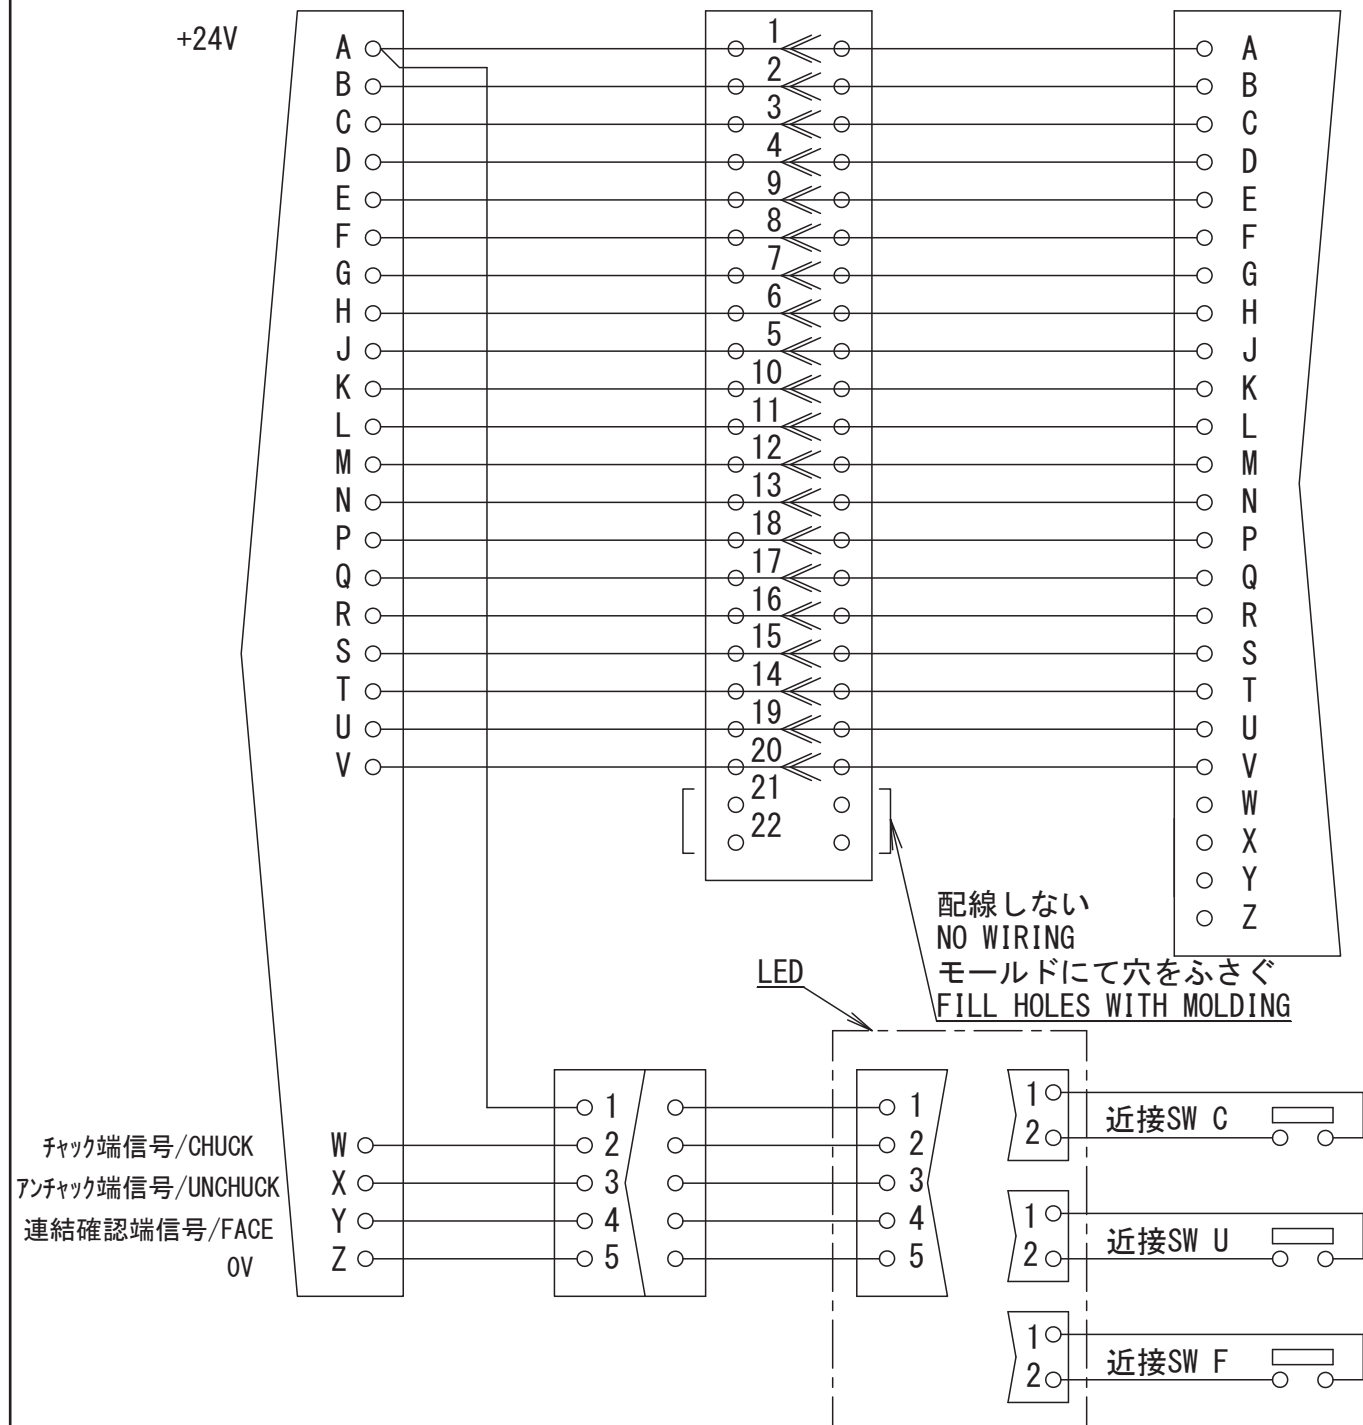 +24V
A 1 A
B 2 B
C 3 C
D 4 D
E 9 E
F 8 F
G 7 G
H 6 H
J 5 J
K 10 K
L 11 L
M 12 M
N 13 N
P 18 P
Q 17 Q
R 16 R
S 15 S
T 14 T
U 19 U
V 20 V
21 W
22 X
Y
Z
配線しない
NO WIRING
モールドにて穴をふさぐ
FILL HOLES WITH MOLDING
LED
1 1
2 2
3 3
4 4
5 5
チャック端信号/CHUCK W
アンチャック端信号/UNCHUCK X
連結確認端信号/FACE Y
0V Z
1
2 近接SW C
1
2 近接SW U
1
2 近接SW F